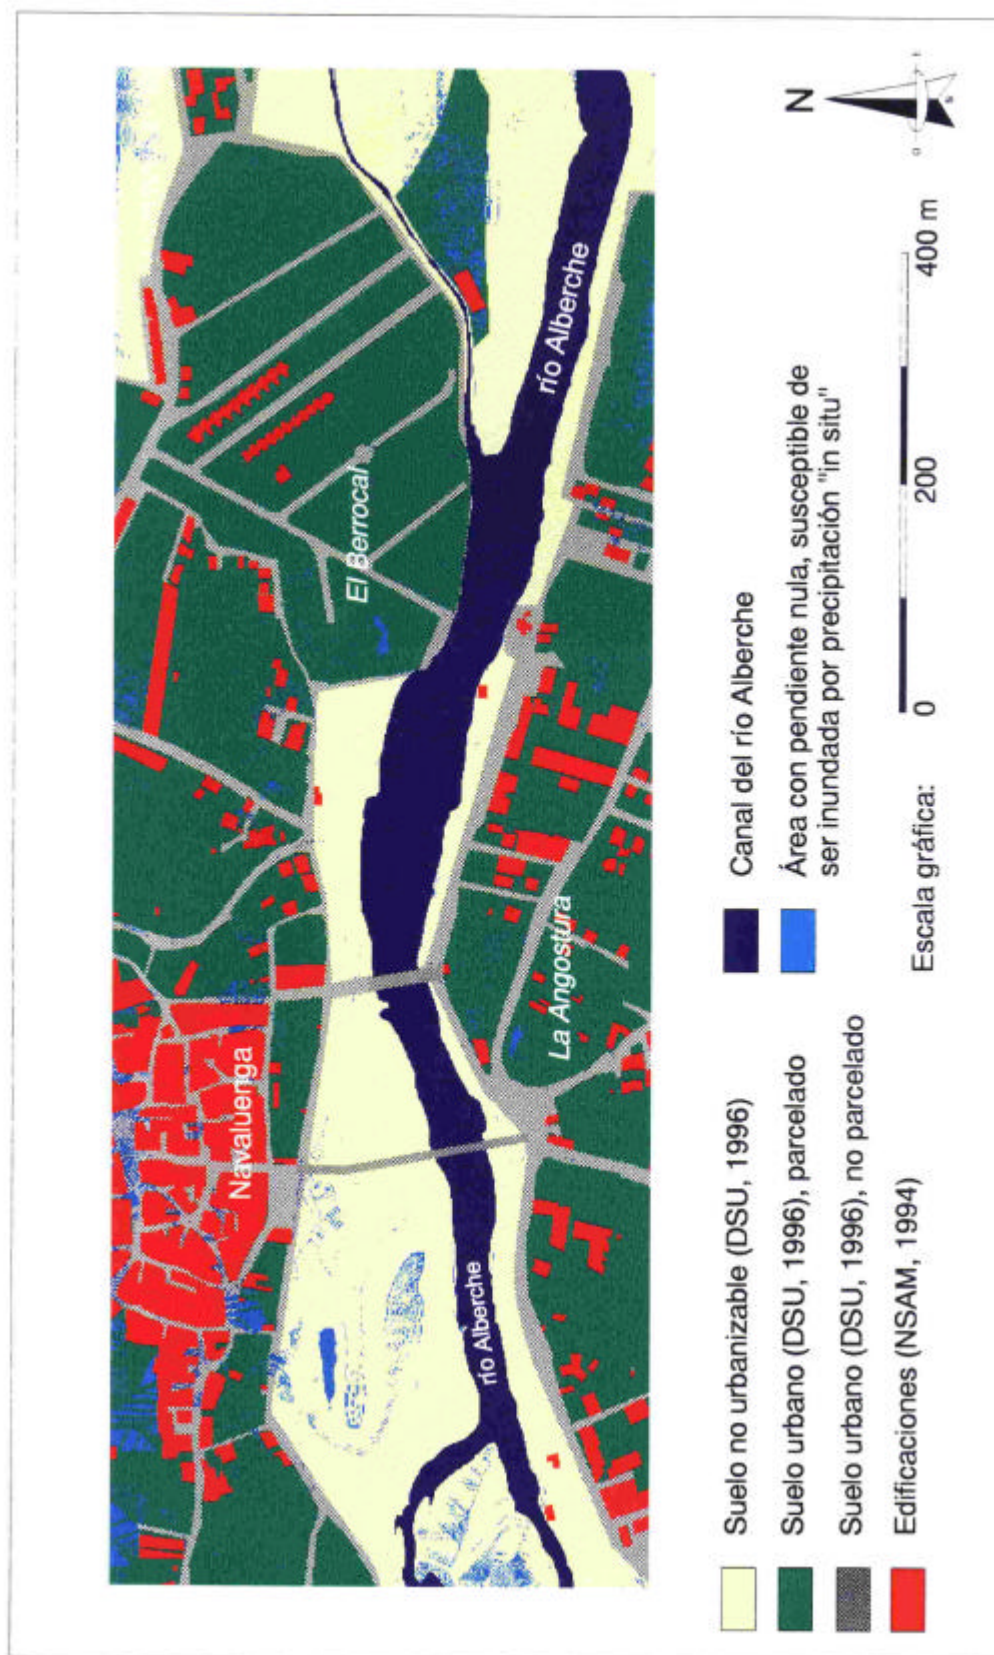 Navaluenga
El Berrocal
río Alberche
La Angostura
río Alberche
Suelo no urbanizable (DSU, 1996)
Suelo urbano (DSU, 1996), parcelado
Suelo urbano (DSU, 1996), no parcelado
Edificaciones (NSAM, 1994)
Canal del río Alberche
Área con pendiente nula, susceptible de
ser inundada por precipitación "in situ"
Escala gráfica:
0 200 400 m
N